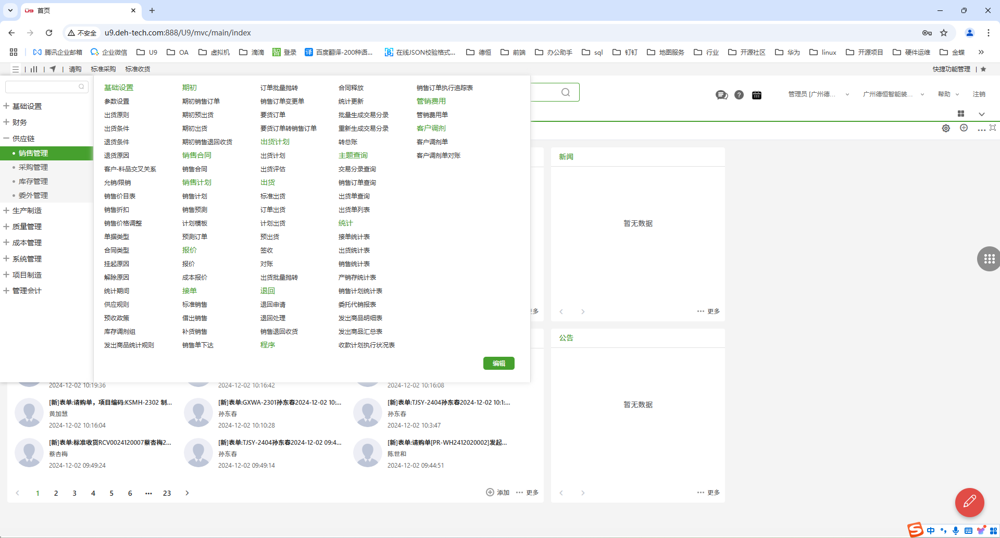 首页
不安全
u9.deh-tech.com:888/U9/mvc/main/index
腾讯企业邮箱 企业微信 U9 OA 虚拟机 滴滴 智 登录 译 百度翻译-200种语... 在线JSON校验格式... 德恒 前端 办公助手 sql 钉钉 地图服务 行业 开源社区 华为 linux 开源项目 硬件运维 金蝶
请购 标准采购 标准收货 快捷功能管理
管理员 [广州德... 广州德恒智能装... 帮助 注销
基础设置
财务
供应链
销售管理
采购管理
库存管理
委外管理
生产制造
质量管理
成本管理
系统管理
项目制造
管理会计
基础设置
参数设置
出货原则
出货条件
退货条件
退货原因
客户-料品交叉关系
允销/限销
销售价目表
销售折扣
销售价格调整
单据类型
合同类型
挂起原因
解除原因
统计期间
供应规则
预收政策
库存调剂组
发出商品统计规则
期初
期初销售订单
期初预出货
期初出货
期初销售退回收货
销售合同
销售合同
销售计划
销售计划
销售预测
计划模板
预测订单
报价
报价
成本报价
接单
标准销售
借出销售
补货销售
销售单下达
订单批量抛转
销售订单变更单
要货订单
要货订单转销售订单
出货计划
出货计划
出货评估
出货
标准出货
订单出货
计划出货
预出货
签收
对账
出货批量抛转
退回
退回申请
退回处理
销售退回收货
程序
合同释放
统计更新
批量生成交易分录
重新生成交易分录
转总账
主题查询
交易分录查询
销售订单查询
出货单查询
出货单列表
统计
接单统计表
出货统计表
销售统计表
产销存统计表
销售计划统计表
委托代销报表
发出商品明细表
发出商品汇总表
收款计划执行状况表
销售订单执行追踪表
管销费用
管销费用单
客户调剂
客户调剂单
客户调剂单对账
编辑
新闻
暂无数据
更多
多
公告
暂无数据
更多
2024-12-02 10:19:36
2024-12-02 10:16:42
2024-12-02 10:16:08
[新]表单:请购单，项目编码:KSMH-2302 制...
黄加慧
2024-12-02 10:16:04
[新]表单:GXWA-2301孙东春2024-12-02 10:...
孙东春
2024-12-02 10:10:28
[新]表单:TJSY-2404孙东春2024-12-02 10:1:...
孙东春
2024-12-02 10:3:47
[新]表单:标准收货RCV0024120007蔡杏梅2...
蔡杏梅
2024-12-02 09:49:24
[新]表单:TJSY-2404孙东春2024-12-02 09:4...
孙东春
2024-12-02 09:49:14
[新]表单:请购单[PR-WH2412020002]发起...
陈世和
2024-12-02 09:44:51
1 2 3 4 5 6 ••• 23
添加 更多
中